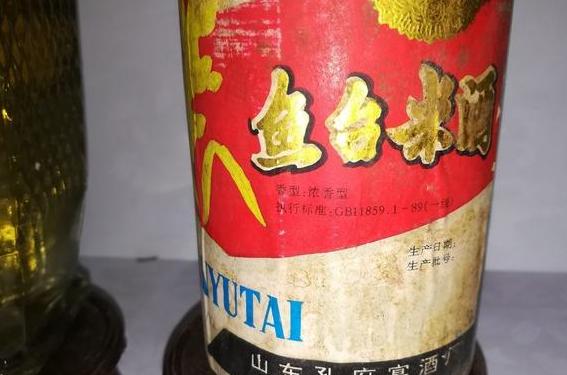 鱼台米酒
香型:浓香型
执行标准:GB11859.1-89(一级)
生产日期:
生产批号:
YUTAI
山东孔府宴酒厂